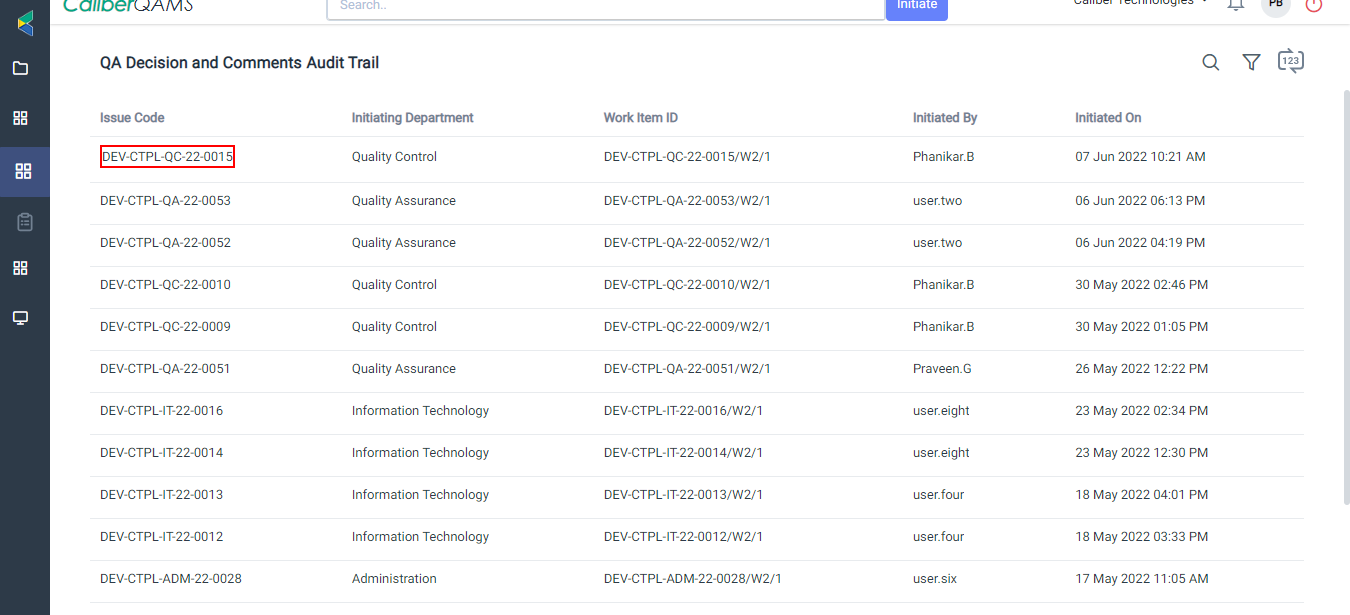 CaliberQAMS Search.. Initiate Caliber Technologies PB
QA Decision and Comments Audit Trail 123
Issue Code Initiating Department Work Item ID Initiated By Initiated On
DEV-CTPL-QC-22-0015 Quality Control DEV-CTPL-QC-22-0015/W2/1 Phanikar.B 07 Jun 2022 10:21 AM
DEV-CTPL-QA-22-0053 Quality Assurance DEV-CTPL-QA-22-0053/W2/1 user.two 06 Jun 2022 06:13 PM
DEV-CTPL-QA-22-0052 Quality Assurance DEV-CTPL-QA-22-0052/W2/1 user.two 06 Jun 2022 04:19 PM
DEV-CTPL-QC-22-0010 Quality Control DEV-CTPL-QC-22-0010/W2/1 Phanikar.B 30 May 2022 02:46 PM
DEV-CTPL-QC-22-0009 Quality Control DEV-CTPL-QC-22-0009/W2/1 Phanikar.B 30 May 2022 01:05 PM
DEV-CTPL-QA-22-0051 Quality Assurance DEV-CTPL-QA-22-0051/W2/1 Praveen.G 26 May 2022 12:22 PM
DEV-CTPL-IT-22-0016 Information Technology DEV-CTPL-IT-22-0016/W2/1 user.eight 23 May 2022 02:34 PM
DEV-CTPL-IT-22-0014 Information Technology DEV-CTPL-IT-22-0014/W2/1 user.eight 23 May 2022 12:30 PM
DEV-CTPL-IT-22-0013 Information Technology DEV-CTPL-IT-22-0013/W2/1 user.four 18 May 2022 04:01 PM
DEV-CTPL-IT-22-0012 Information Technology DEV-CTPL-IT-22-0012/W2/1 user.four 18 May 2022 03:33 PM
DEV-CTPL-ADM-22-0028 Administration DEV-CTPL-ADM-22-0028/W2/1 user.six 17 May 2022 11:05 AM